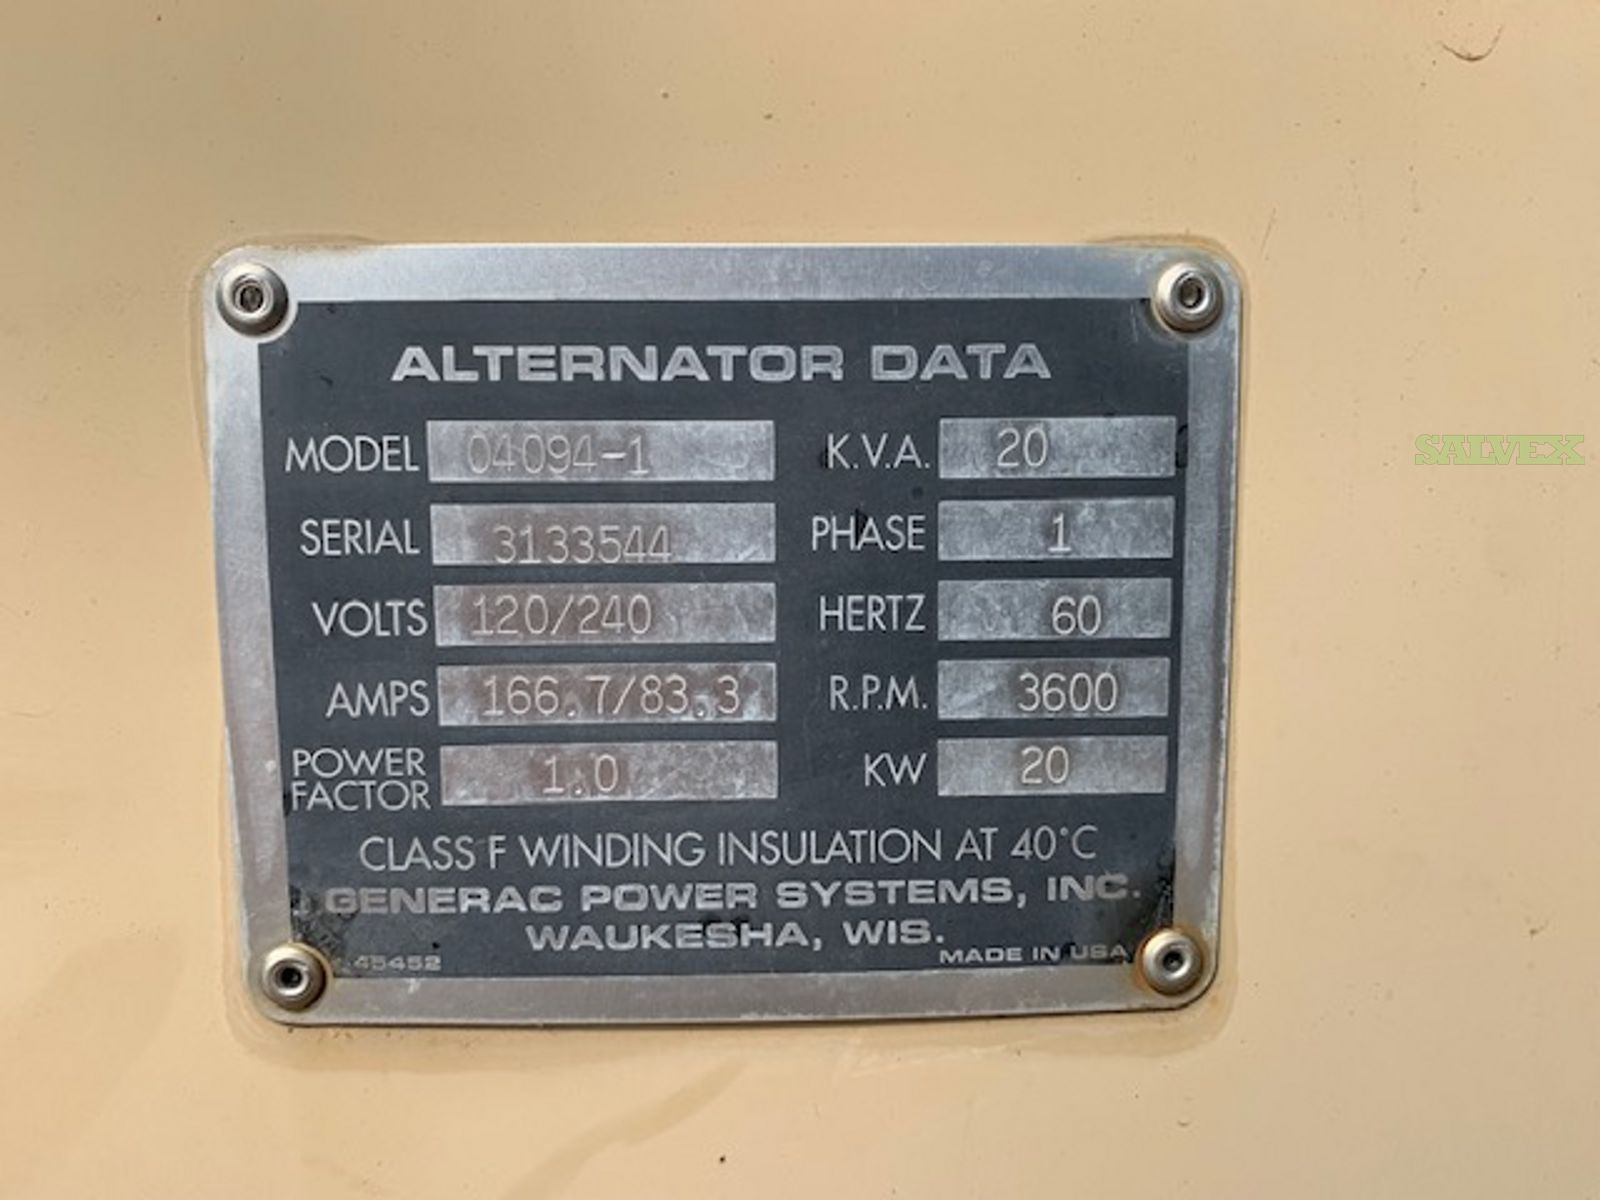 ALTERNATOR DATA
MODEL 04094-1 K.V.A. 20
SERIAL 3133544 PHASE 1
VOLTS 120/240 HERTZ 60
AMPS 166.7/83.3 R.P.M. 3600
POWER FACTOR 1.0 KW 20
CLASS F WINDING INSULATION AT 40°C
GENERAC POWER SYSTEMS, INC.
WAUKESHA, WIS.
45452 MADE IN USA
SALVEX